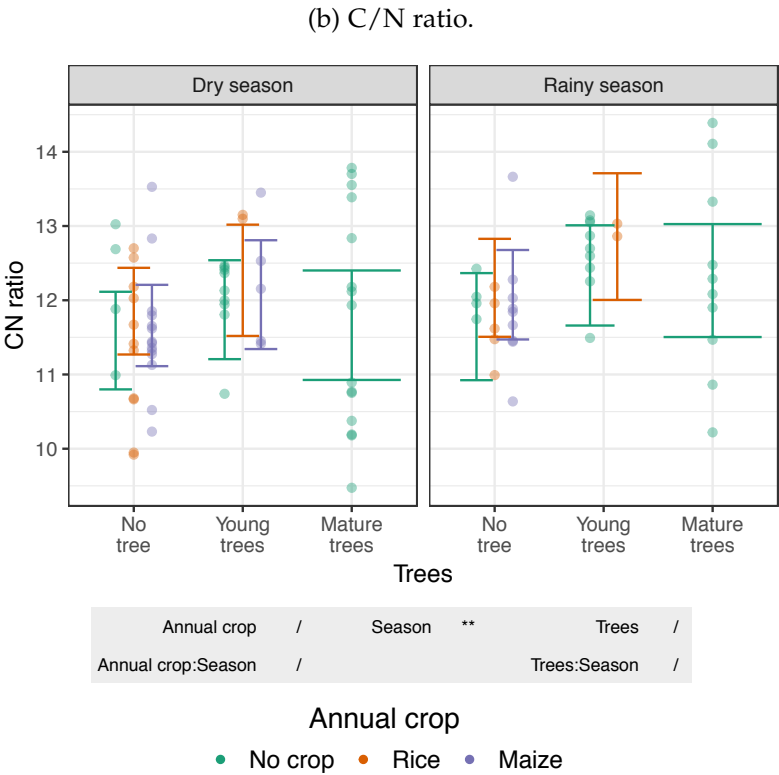 (b) C/N ratio.
Dry season
Rainy season
CN ratio
14
13
12
11
10
No tree
Young trees
Mature trees
No tree
Young trees
Mature trees
Trees
Annual crop / Season ** Trees /
Annual crop:Season / Trees:Season /
Annual crop
No crop Rice Maize